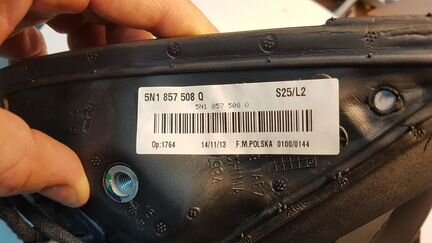 5N1 857 508 Q S25/L2
5N1 857 508 Q
Op:1764 14/11/13 F.M.POLSKA 0100/0144